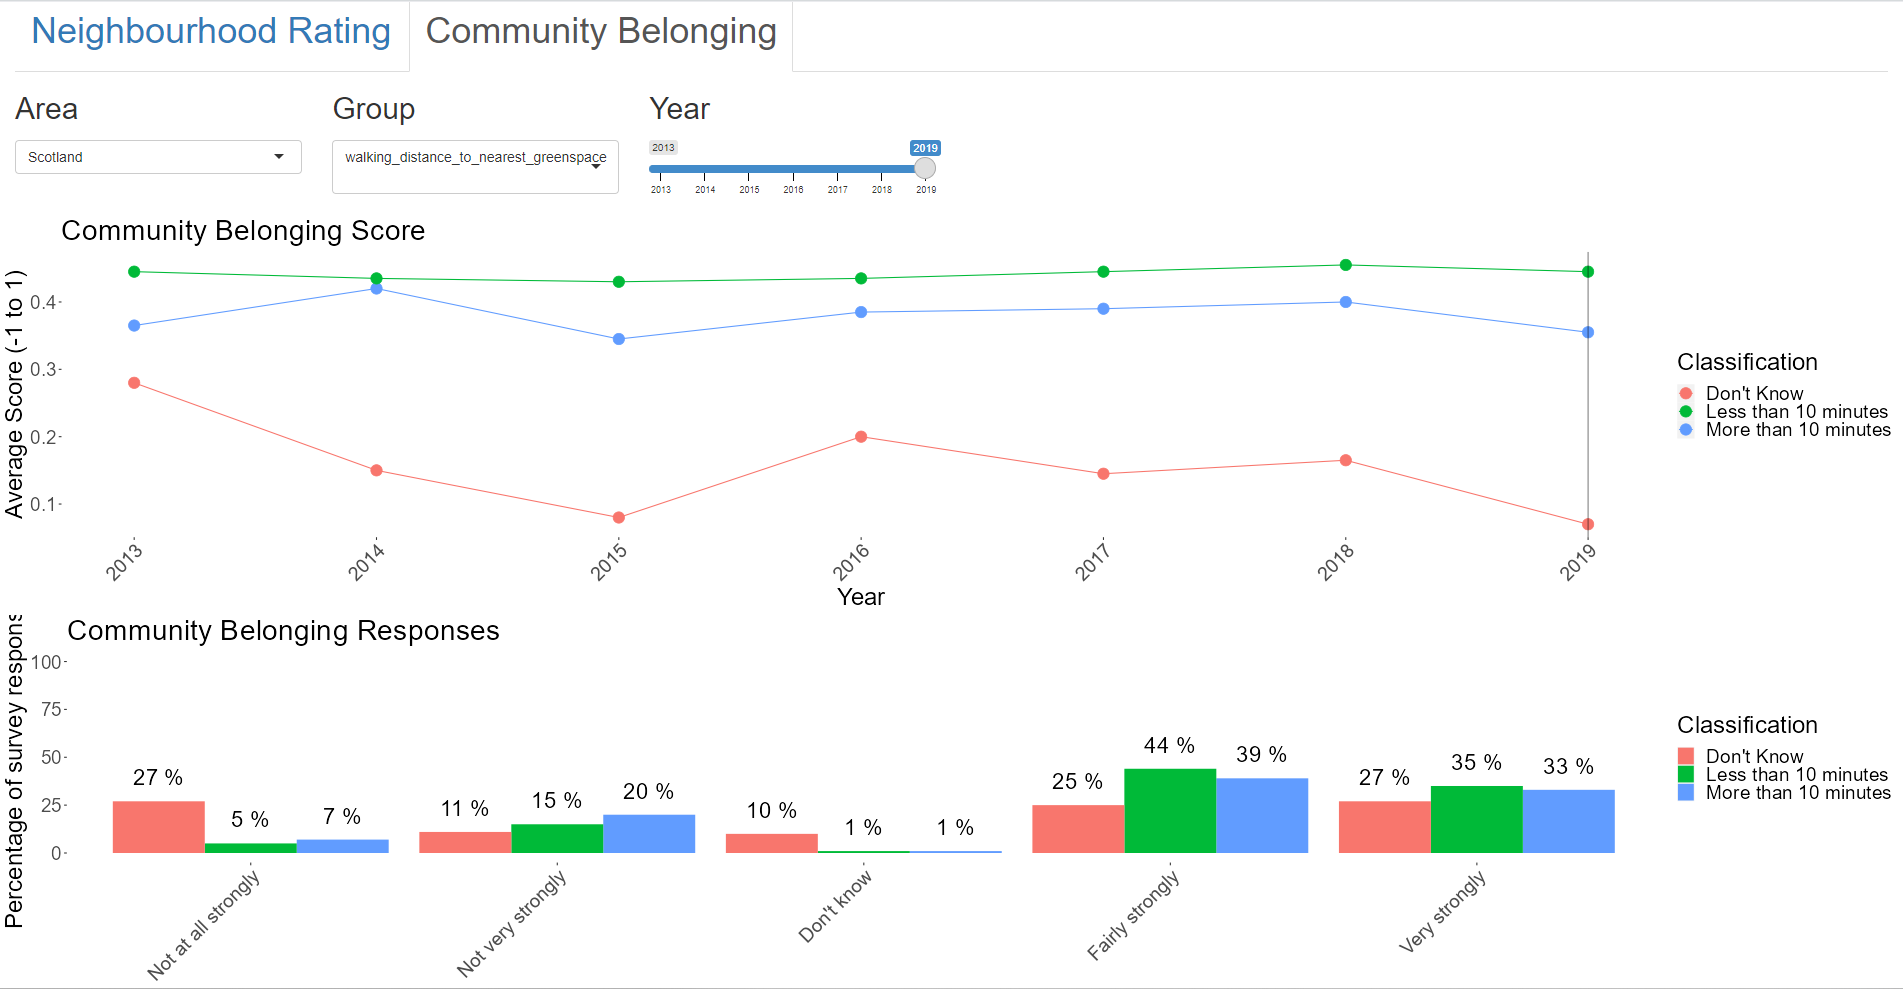 Neighbourhood Rating
Community Belonging
Area
Group
Year
Scotland
walking_distance_to_nearest_greenspace
2013
2019
2013 2014 2015 2016 2017 2018 2019
Community Belonging Score
Average Score (-1 to 1)
0.4
0.3
0.2
0.1
2013 2014 2015 2016 2017 2018 2019
Year
Classification
Don't Know
Less than 10 minutes
More than 10 minutes
Community Belonging Responses
Percentage of survey respons
100
75
50
25
0
27 % 5 % 7 % 11 % 15 % 20 % 10 % 1 % 1 % 25 % 44 % 39 % 27 % 35 % 33 %
Not at all strongly
Not very strongly
Don't know
Fairly strongly
Very strongly
Classification
Don't Know
Less than 10 minutes
More than 10 minutes